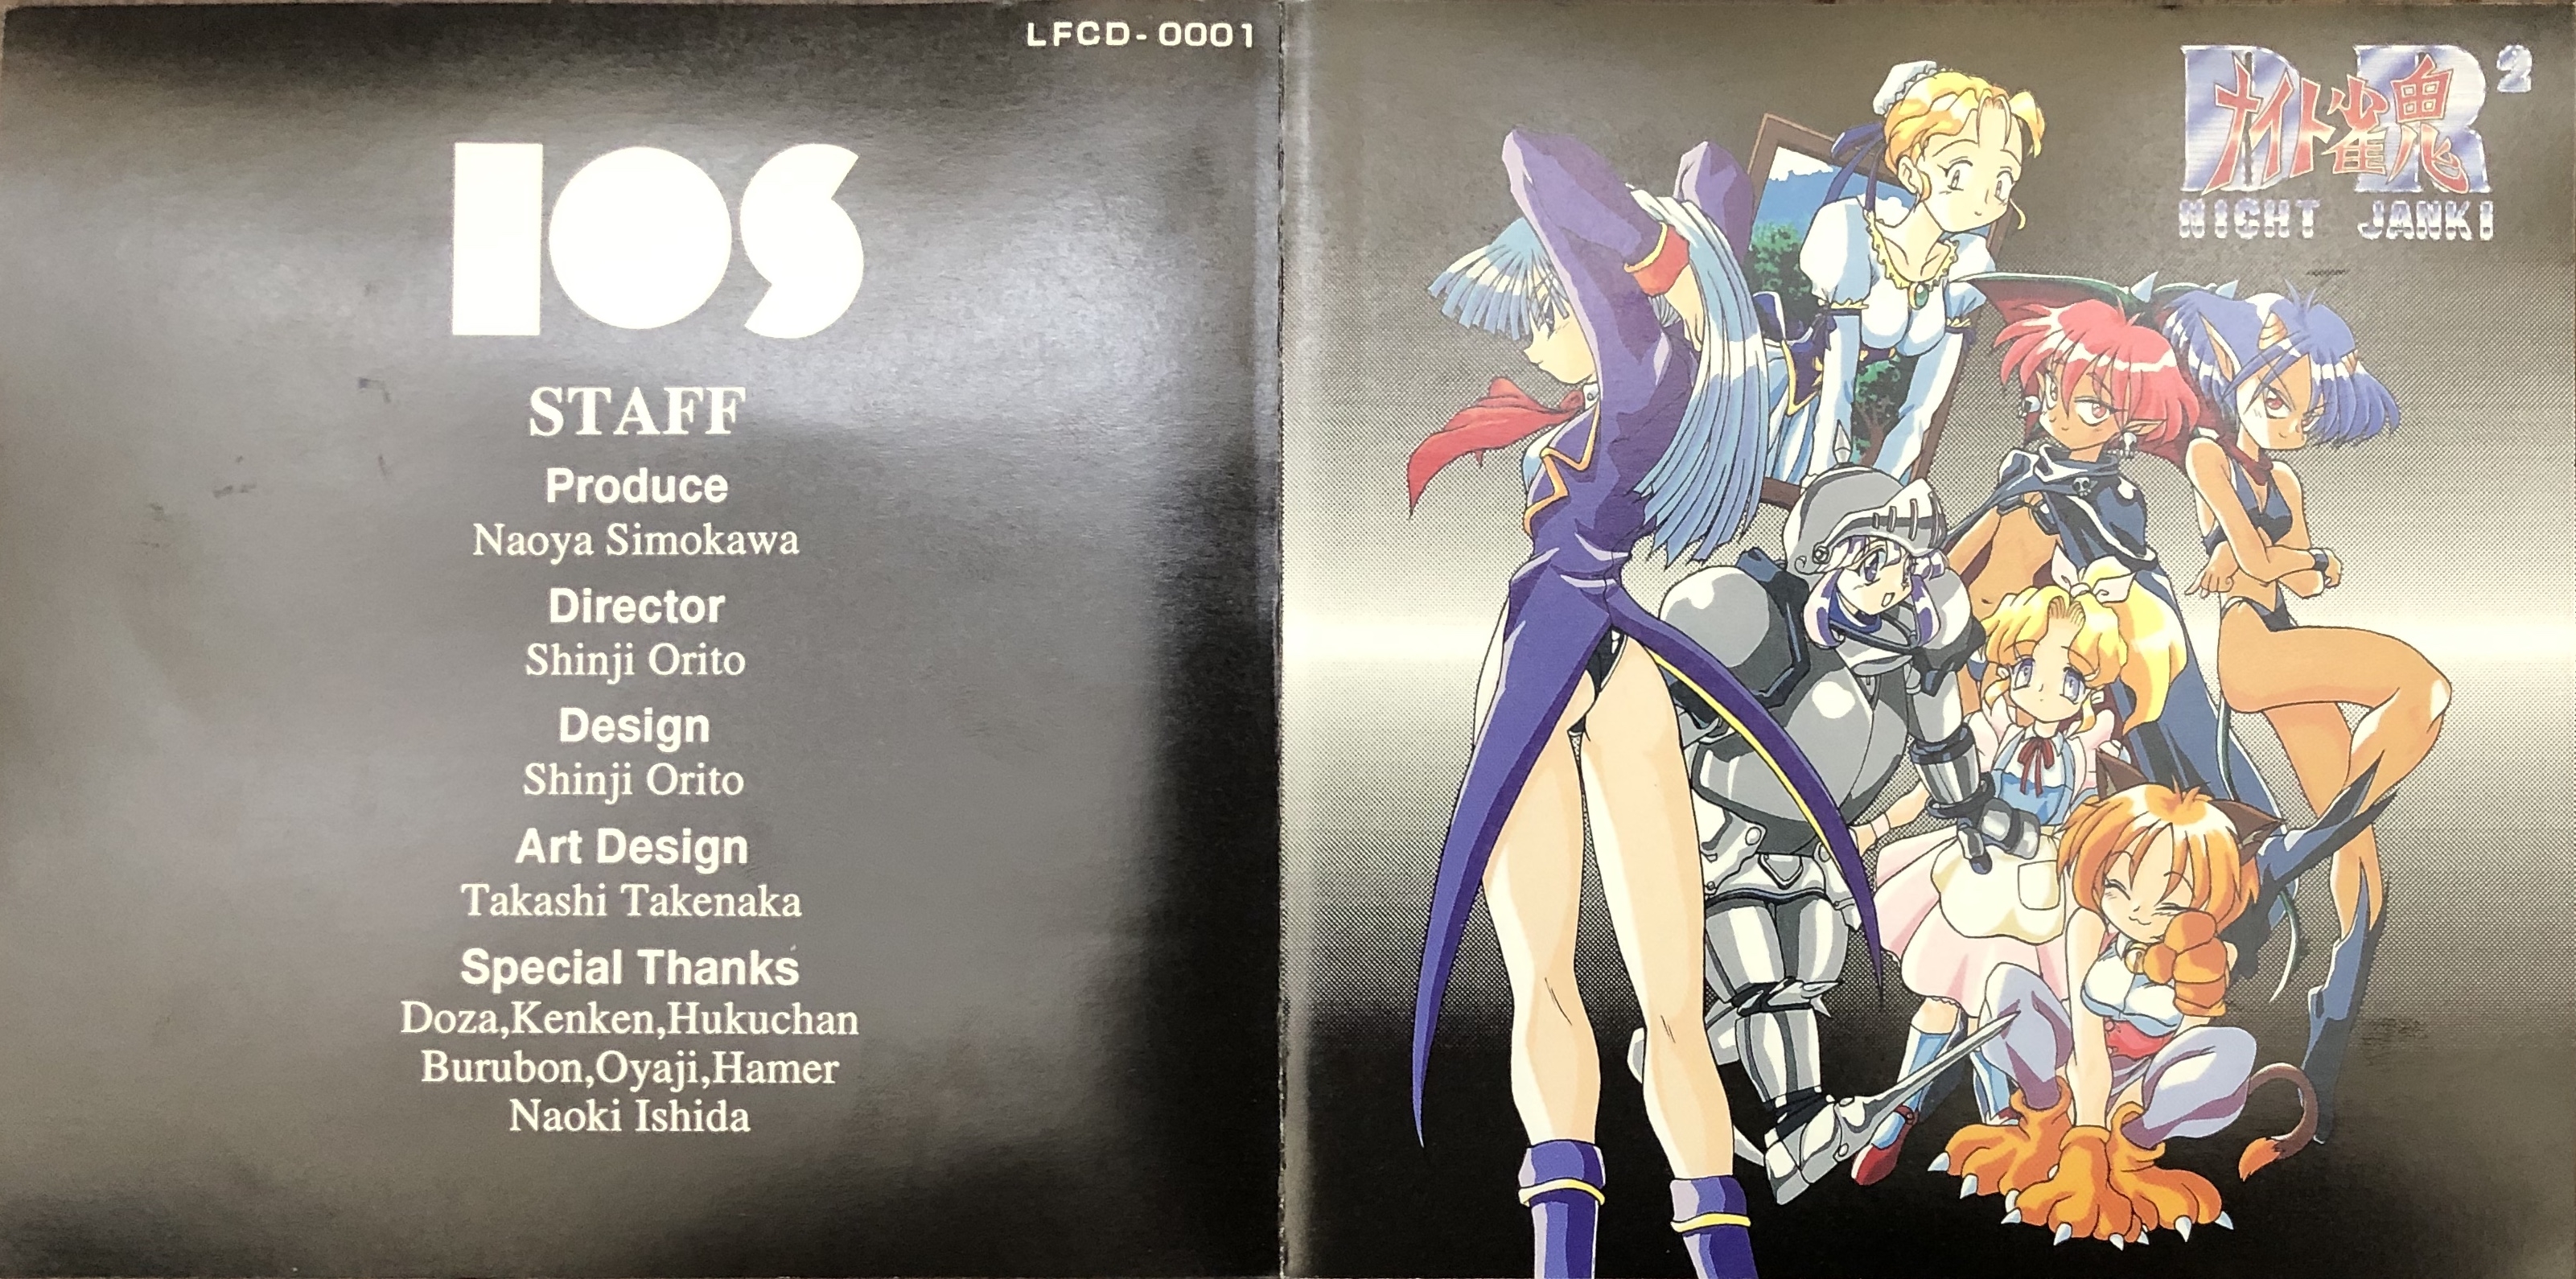 LFCD-0001
IOS
STAFF
Produce
Naoya Simokawa
Director
Shinji Orito
Design
Shinji Orito
Art Design
Takashi Takenaka
Special Thanks
Doza,Kenken,Hukuchan
Burubon,Oyaji,Hamer
Naoki Ishida
D.R²
ナイト雀鬼
NIGHT JANKI